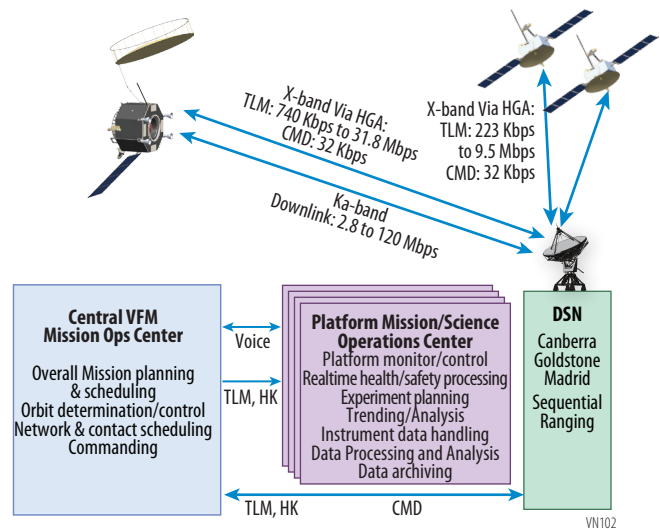 X-band Via HGA:
TLM: 740 Kbps to 31.8 Mbps
CMD: 32 Kbps
X-band Via HGA:
TLM: 223 Kbps
to 9.5 Mbps
CMD: 32 Kbps
Ka-band
Downlink: 2.8 to 120 Mbps
Central VFM
Mission Ops Center
Overall Mission planning
& scheduling
Orbit determination/control
Network & contact scheduling
Commanding
Voice
TLM, HK
Platform Mission/Science
Operations Center
Platform monitor/control
Realtime health/safety processing
Experiment planning
Trending/Analysis
Instrument data handling
Data Processing and Analysis
Data archiving
DSN
Canberra
Goldstone
Madrid
Sequential
Ranging
TLM, HK
CMD
VN102